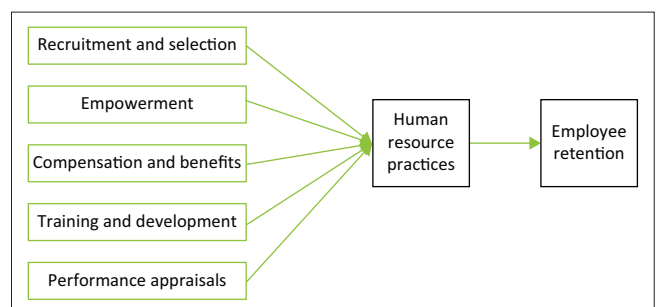 Recruitment and selection
Empowerment
Compensation and benefits
Training and development
Performance appraisals
Human
resource
practices
Employee
retention